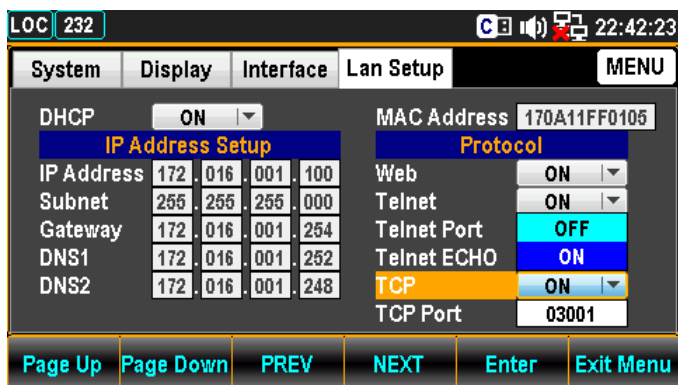 LOC 232 C 22:42:23
System Display Interface Lan Setup MENU
DHCP ON
IP Address Setup
IP Address 172 . 016 . 001 . 100
Subnet 255 . 255 . 255 . 000
Gateway 172 . 016 . 001 . 254
DNS1 172 . 016 . 001 . 252
DNS2 172 . 016 . 001 . 248
MAC Address 170A11FF0105
Protocol
Web ON
Telnet ON
Telnet Port OFF
Telnet ECHO ON
TCP ON
TCP Port 03001
Page Up Page Down PREV NEXT Enter Exit Menu